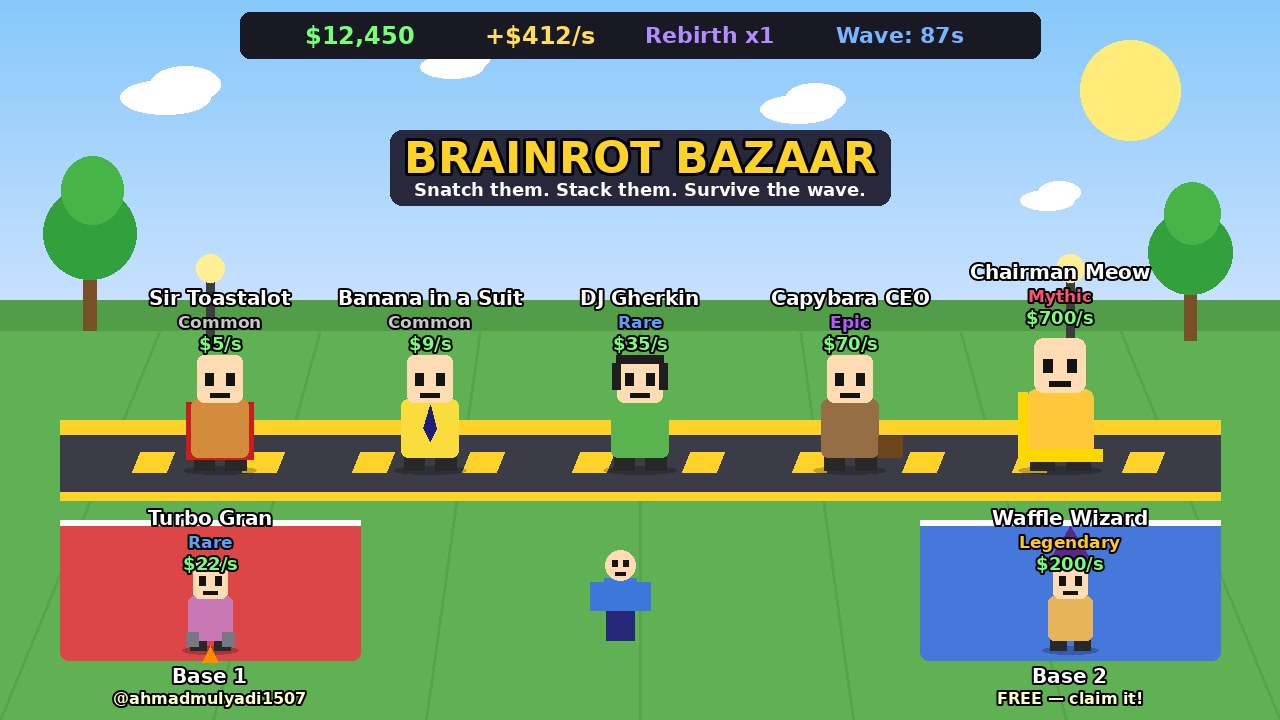 $12,450 +$412/s Rebirth x1 Wave: 87s
BRAINROT BAZAAR
Snatch them. Stack them. Survive the wave.
Sir Toastalot
Common
$5/s
Banana in a Suit
Common
$9/s
DJ Gherkin
Rare
$35/s
Capybara CEO
Epic
$70/s
Chairman Meow
Mythic
$700/s
Turbo Gran
Rare
$22/s
Waffle Wizard
Legendary
$200/s
Base 1
@ahmadmulyadi1507
Base 2
FREE — claim it!